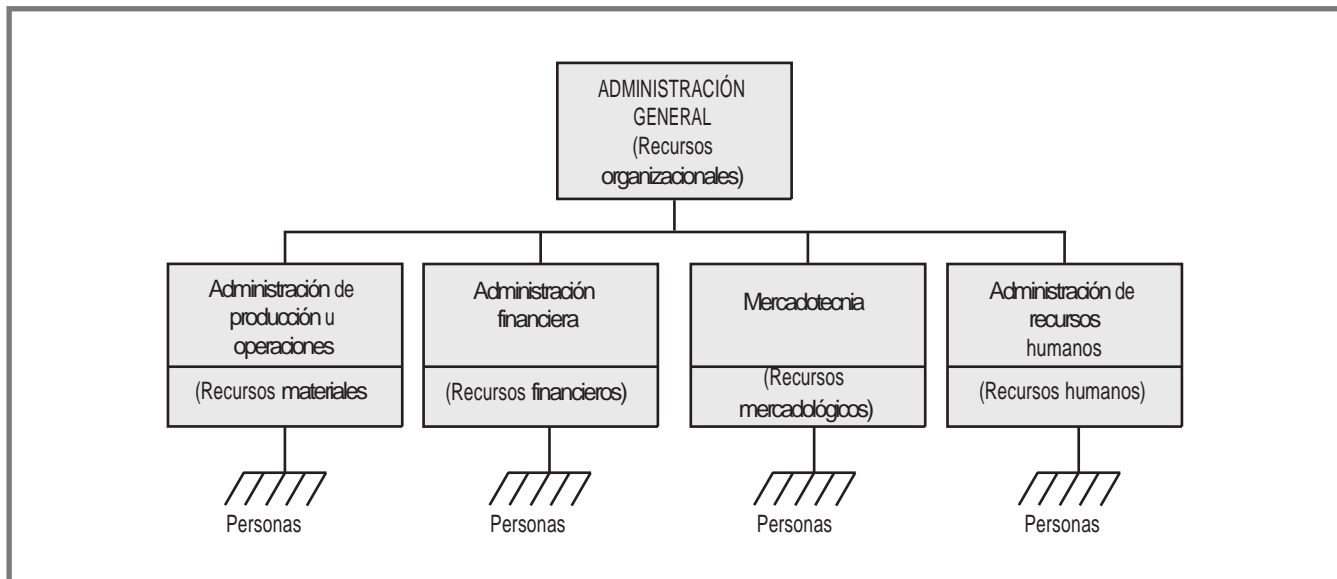 ADMINISTRACIÓN
GENERAL
(Recursos
organizacionales)
Administración de
producción u
operaciones
(Recursos materiales
Administración
financiera
(Recursos financieros)
Mercadotecnia
(Recursos
mercadológicos)
Administración de
recursos
humanos
(Recursos humanos)
Personas
Personas
Personas
Personas